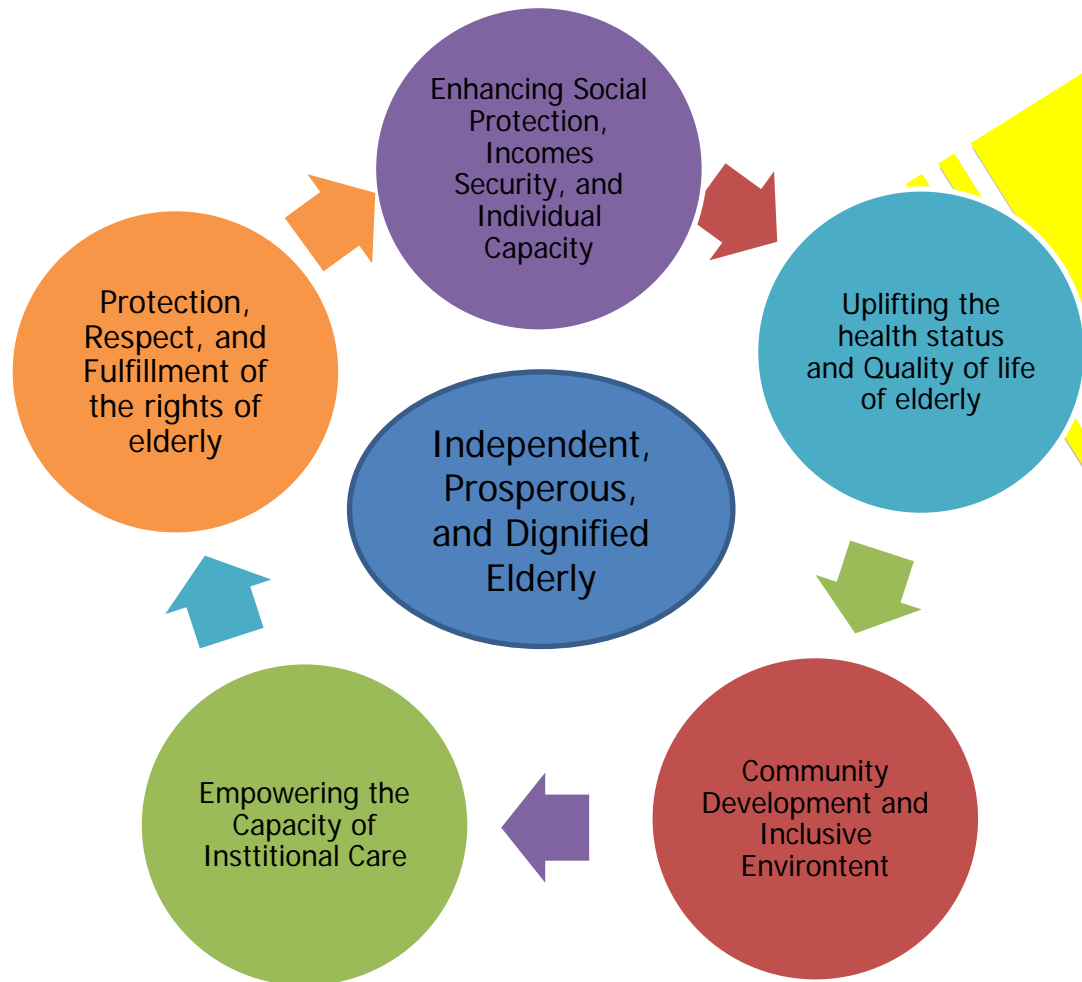 Enhancing Social
Protection,
Incomes
Security, and
Individual
Capacity
Uplifting the
health status
and Quality of life
of elderly
Community
Development and
Inclusive
Environtent
Empowering the
Capacity of
Insttitional Care
Protection,
Respect, and
Fulfillment of
the rights of
elderly
Independent,
Prosperous,
and Dignified
Elderly